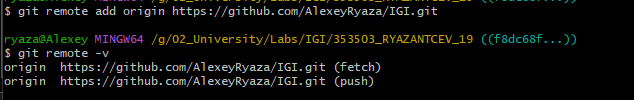 $ git remote add origin https://github.com/AlexeyRyaza/IGI.git
ryaza@Alexey MINGW64 /g/02_University/Labs/IGI/353503_RYAZANTCEV_19 ((f8dc68f...))
$ git remote -v
origin  https://github.com/AlexeyRyaza/IGI.git (fetch)
origin  https://github.com/AlexeyRyaza/IGI.git (push)